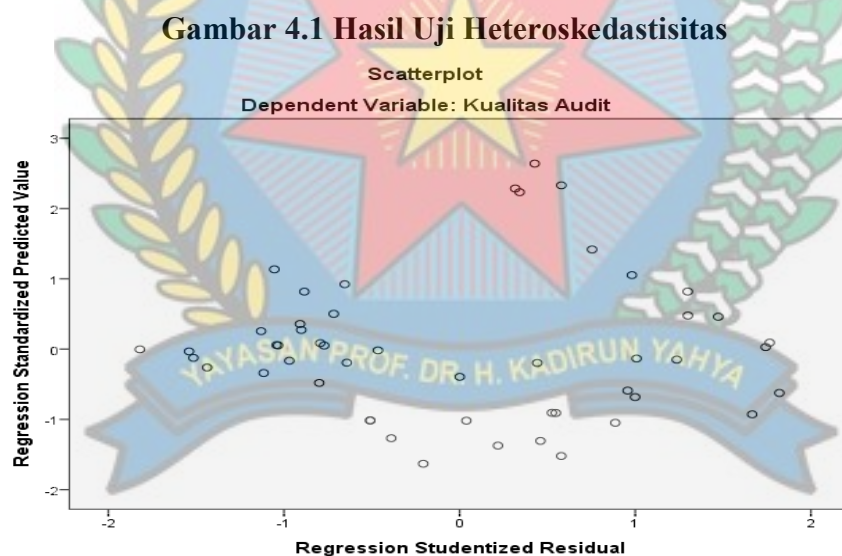 Gambar 4.1 Hasil Uji Heteroskedastisitas
Scatterplot
Dependent Variable: Kualitas Audit
Regression Standardized Predicted Value
3
2
1
0
-1
-2
YAYASAN PROF. DR. H. KADIRUN YAHYA
-2
-1
0
1
2
Regression Studentized Residual